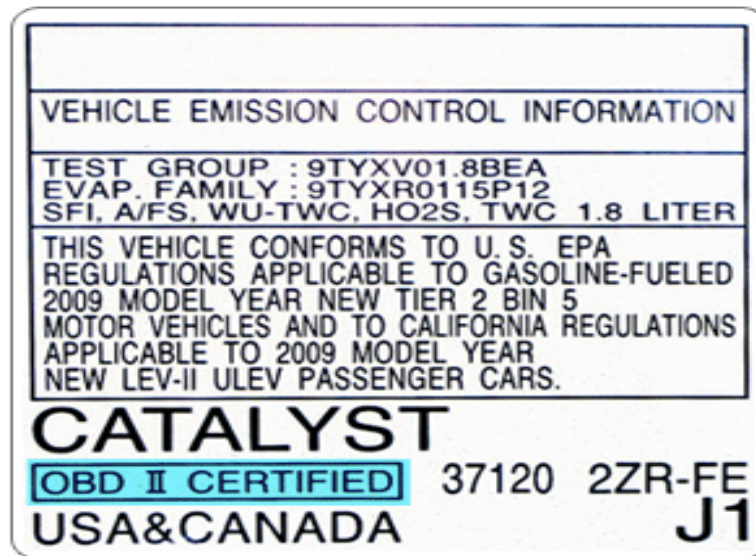 VEHICLE EMISSION CONTROL INFORMATION
TEST GROUP : 9TYXV01.8BEA
EVAP. FAMILY : 9TYXR0115P12
SFI, A/FS, WU-TWC, HO2S, TWC 1.8 LITER
THIS VEHICLE CONFORMS TO U.S. EPA
REGULATIONS APPLICABLE TO GASOLINE-FUELED
2009 MODEL YEAR NEW TIER 2 BIN 5
MOTOR VEHICLES AND TO CALIFORNIA REGULATIONS
APPLICABLE TO 2009 MODEL YEAR
NEW LEV-II ULEV PASSENGER CARS.
CATALYST
OBD II CERTIFIED 37120 2ZR-FE
USA&CANADA J1